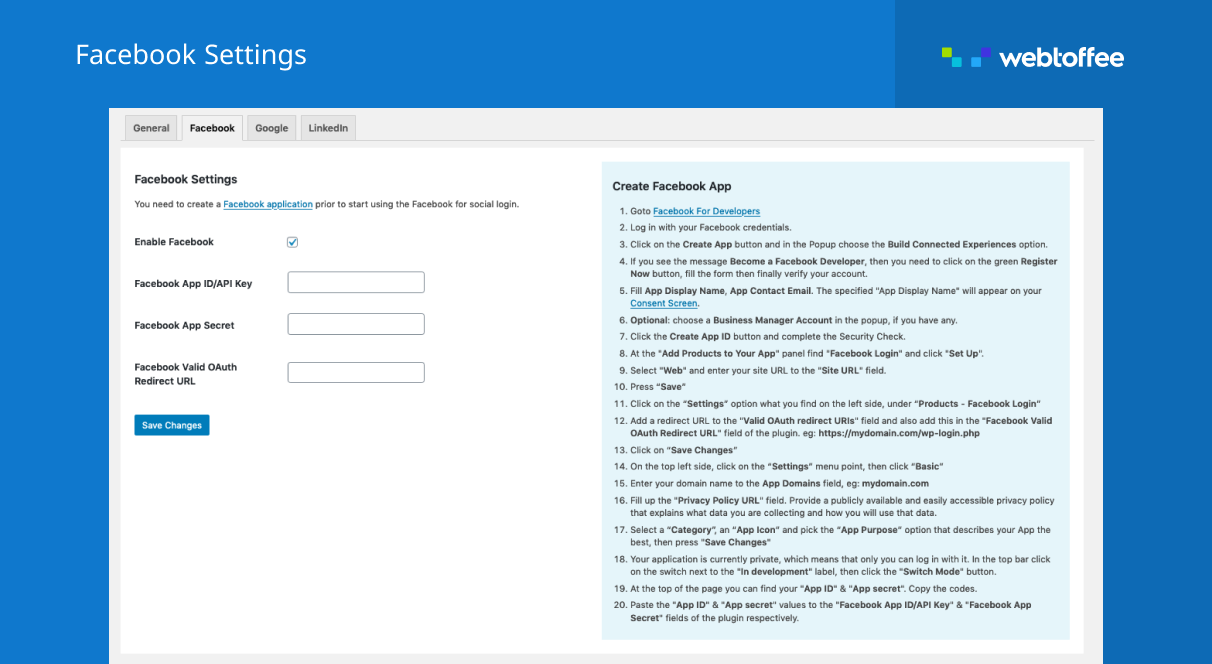 Facebook Settings
webtoffee
General
Facebook
Google
LinkedIn
Facebook Settings
You need to create a Facebook application prior to start using the Facebook for social login.
Enable Facebook
Facebook App ID/API Key
Facebook App Secret
Facebook Valid OAuth
Redirect URL
Save Changes
Create Facebook App
1. Goto Facebook For Developers
2. Log in with your Facebook credentials.
3. Click on the Create App button and in the Popup choose the Build Connected Experiences option.
4. If you see the message Become a Facebook Developer, then you need to click on the green Register
Now button, fill the form then finally verify your account.
5. Fill App Display Name, App Contact Email. The specified "App Display Name" will appear on your
Consent Screen.
6. Optional: choose a Business Manager Account in the popup, if you have any.
7. Click the Create App ID button and complete the Security Check.
8. At the "Add Products to Your App" panel find "Facebook Login" and click "Set Up".
9. Select "Web" and enter your site URL to the "Site URL" field.
10. Press “Save”
11. Click on the “Settings” option what you find on the left side, under “Products - Facebook Login”
12. Add a redirect URL to the "Valid OAuth redirect URIs" field and also add this in the "Facebook Valid
OAuth Redirect URL" field of the plugin. eg: https://mydomain.com/wp-login.php
13. Click on “Save Changes”
14. On the top left side, click on the “Settings” menu point, then click “Basic”
15. Enter your domain name to the App Domains field, eg: mydomain.com
16. Fill up the "Privacy Policy URL" field. Provide a publicly available and easily accessible privacy policy
that explains what data you are collecting and how you will use that data.
17. Select a “Category”, an “App Icon” and pick the “App Purpose” option that describes your App the
best, then press "Save Changes"
18. Your application is currently private, which means that only you can log in with it. In the top bar click
on the switch next to the "In development" label, then click the "Switch Mode" button.
19. At the top of the page you can find your "App ID" & "App secret". Copy the codes.
20. Paste the "App ID" & "App secret" values to the "Facebook App ID/API Key" & "Facebook App
Secret" fields of the plugin respectively.